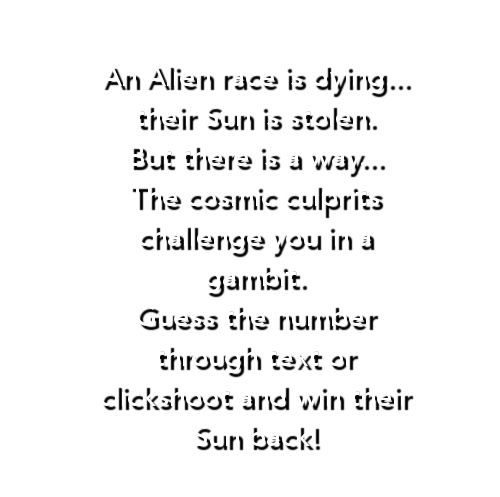 An Alien race is dying...
their Sun is stolen.
But there is a way...
The cosmic culprits
challenge you in a
gambit.
Guess the number
through text or
clickshoot and win their
Sun back!